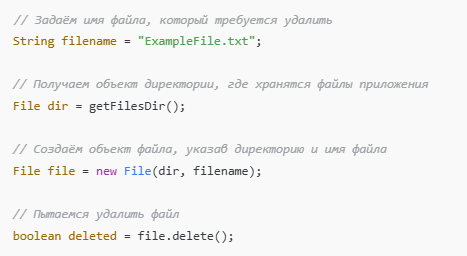 // Задаём имя файла, который требуется удалить
String filename = "ExampleFile.txt";
// Получаем объект директории, где хранятся файлы приложения
File dir = getFilesDir();
// Создаём объект файла, указав директорию и имя файла
File file = new File(dir, filename);
// Пытаемся удалить файл
boolean deleted = file.delete();